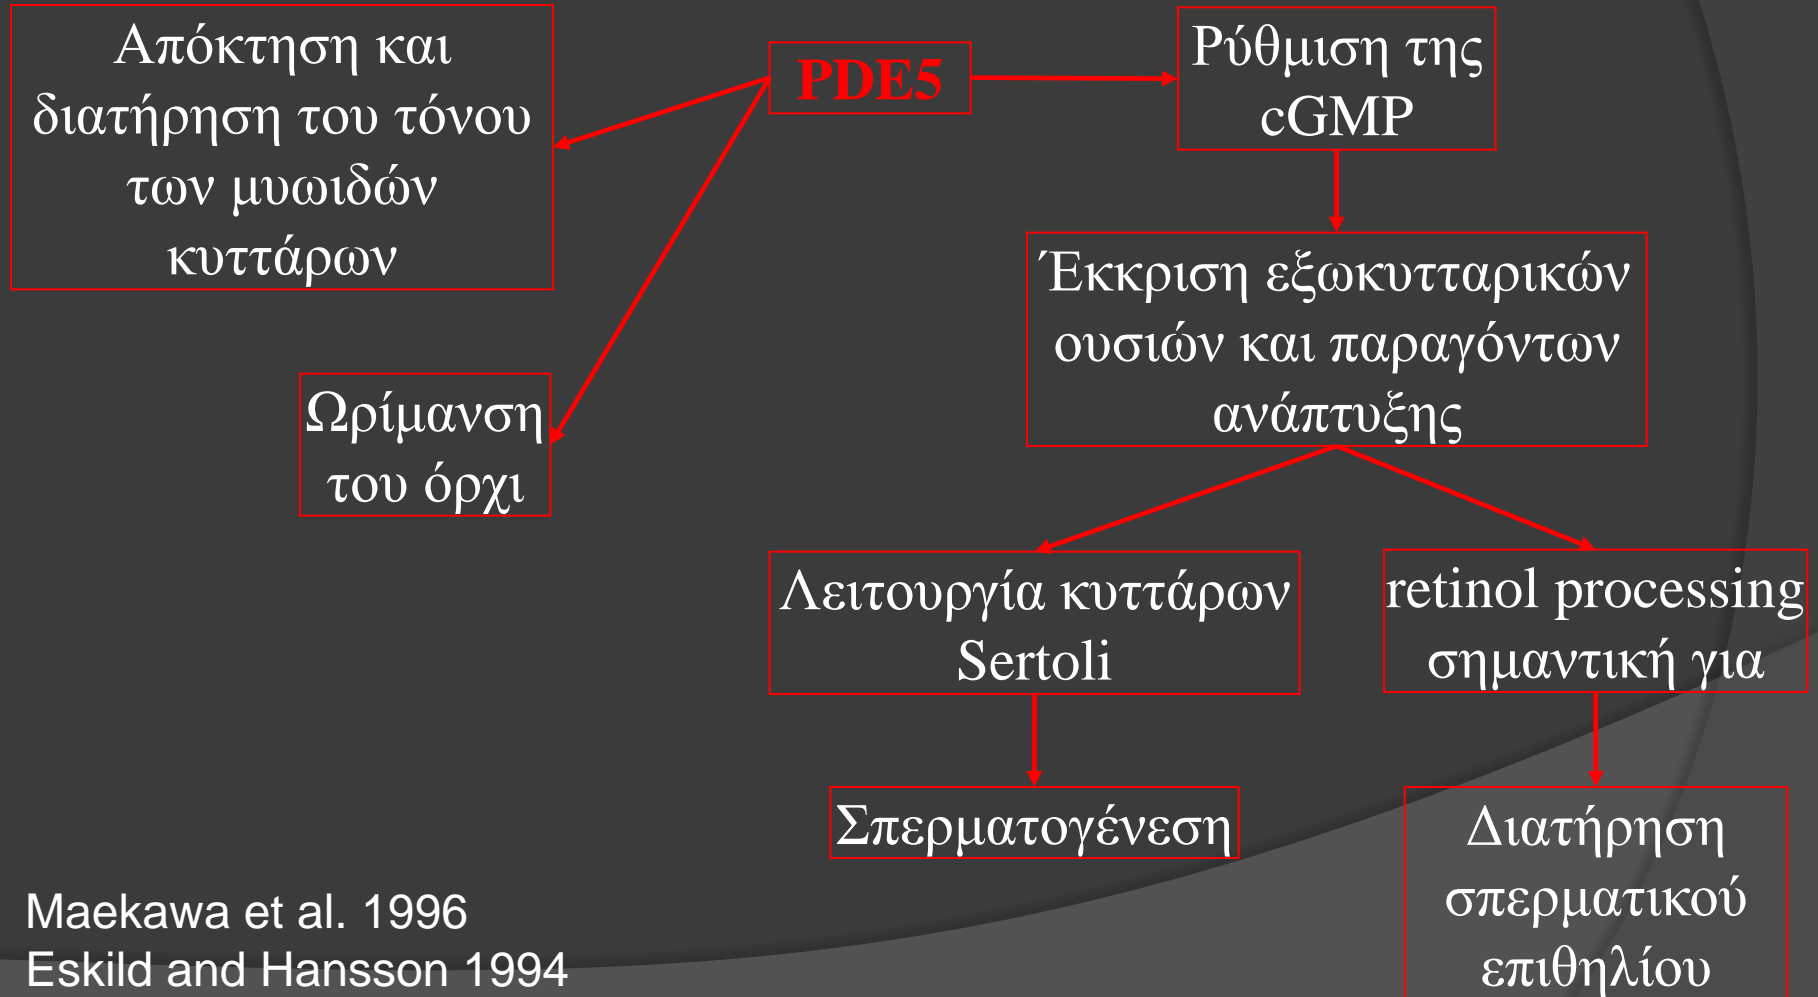 Απόκτηση και
διατήρηση του τόνου
των μυωιδών
κυττάρων
PDE5
Ρύθμιση της
cGMP
Έκκριση εξωκυτταρικών
ουσιών και παραγόντων
ανάπτυξης
Ωρίμανση
του όρχι
Λειτουργία κυττάρων
Sertoli
retinol processing
σημαντική για
Σπερματογένεση
Διατήρηση
σπερματικού
επιθηλίου
Maekawa et al. 1996
Eskild and Hansson 1994